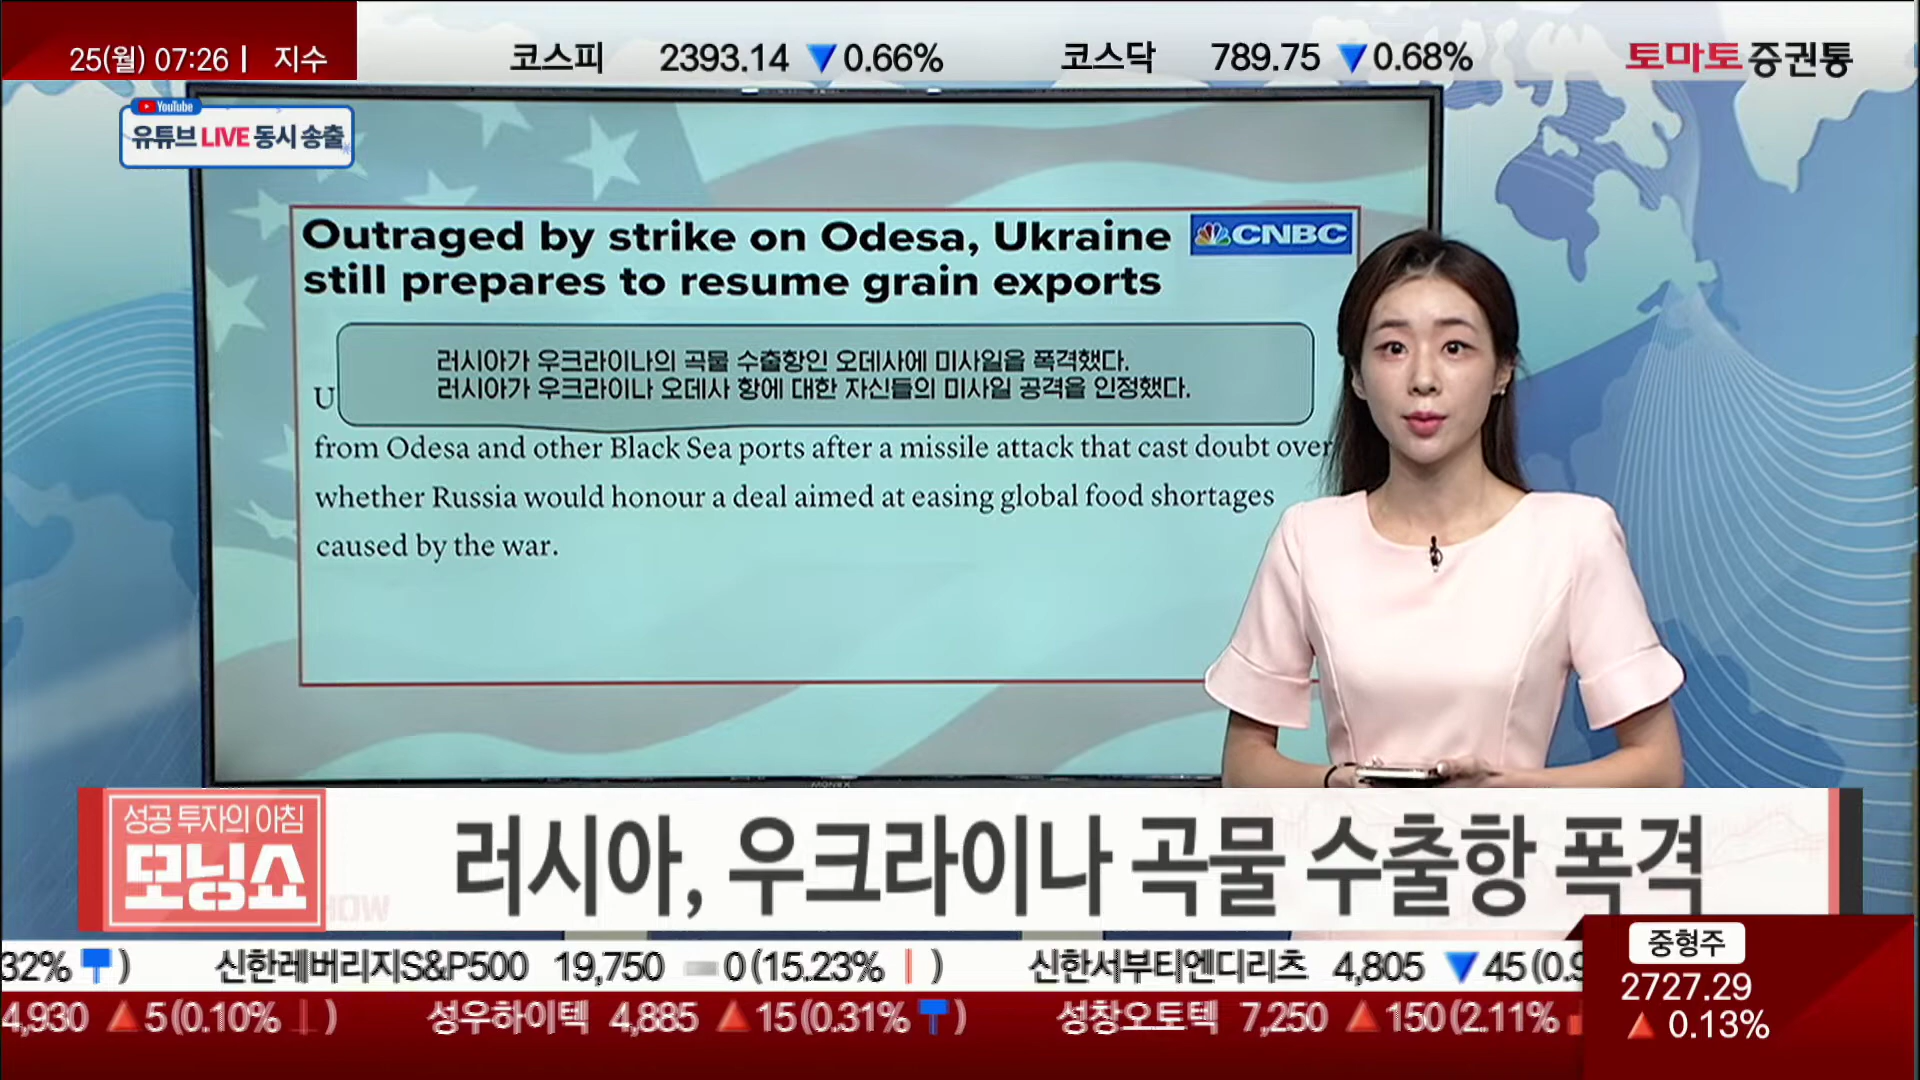 25(월) 07:26 | 지수
코스피 2393.14 ▼0.66% 코스닥 789.75 ▼0.68%
토마토증권통
YouTube
유튜브 LIVE 동시 송출
Outraged by strike on Odesa, Ukraine
still prepares to resume grain exports
CNBC
러시아가 우크라이나의 곡물 수출항인 오데사에 미사일을 폭격했다.
러시아가 우크라이나 오데사 항에 대한 자신들의 미사일 공격을 인정했다.
U
from Odesa and other Black Sea ports after a missile attack that cast doubt over
whether Russia would honour a deal aimed at easing global food shortages
caused by the war.
성공 투자의 아침
모닝쇼
러시아, 우크라이나 곡물 수출항 폭격
32% ) 신한레버리지S&P500 19,750 0(15.23% ) 신한서부티엔디리츠 4,805 ▼45(0.9
4,930 ▲5(0.10% ) 성우하이텍 4,885 ▲15(0.31% ) 성창오토텍 7,250 ▲150(2.11%
중형주
2727.29
▲ 0.13%